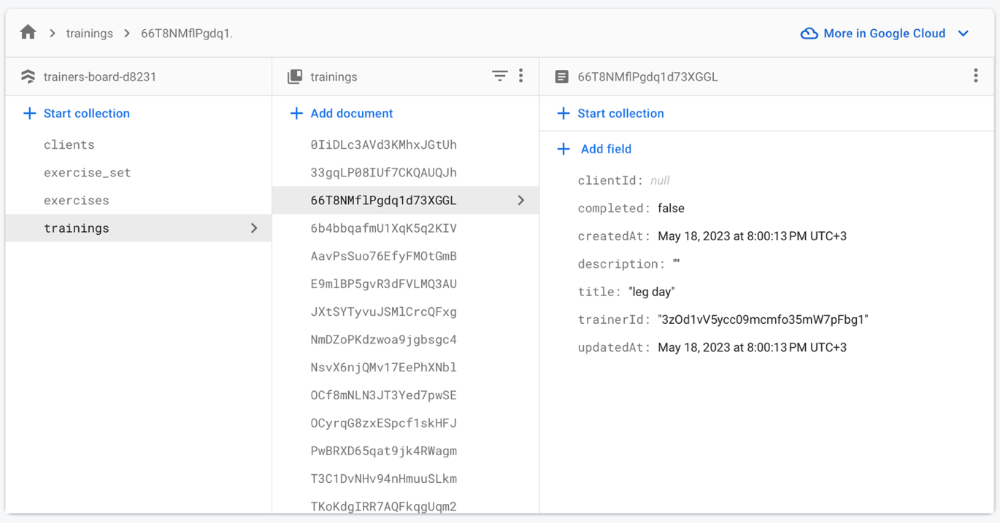 trainings
66T8NMflPgdq1.
More in Google Cloud
trainers-board-d8231
Start collection
clients
exercise_set
exercises
trainings
trainings
Add document
0IiDLc3AVd3KMhxJGtUh
33gqLP08IUf7CKQAUQJh
66T8NMflPgdq1d73XGGL
6b4bbqafmU1XqK5q2KIV
AavPsSuo76EfyFMOtGmB
E9mlBP5gvR3dFVLMQ3AU
JXtSYTyvuJSMlCrcQFxg
NmDZoPKdzwoa9jgbsgc4
NsvX6njQMv17EePhXNbl
OCf8mNLN3JT3Yed7pwSE
OCyrqG8zxESpcf1skHFJ
PwBRXD65qat9jk4RWagm
T3C1DvNHv94nHmuuSLkm
TKoKdgIRR7AQFkqgUqm2
66T8NMflPgdq1d73XGGL
Start collection
Add field
clientId: null
completed: false
createdAt: May 18, 2023 at 8:00:13 PM UTC+3
description: ""
title: "leg day"
trainerId: "3zOd1vV5ycc09mcmfo35mW7pFbg1"
updatedAt: May 18, 2023 at 8:00:13 PM UTC+3